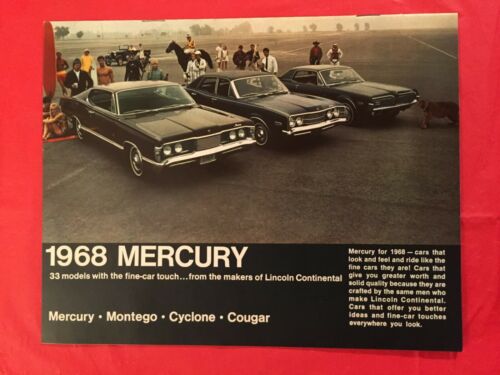 1968 MERCURY
33 models with the fine-car touch...from the makers of Lincoln Continental
Mercury • Montego • Cyclone • Cougar
Mercury for 1968 — cars that
look and feel and ride like the
fine cars they are! Cars that
give you greater worth and
solid quality because they are
crafted by the same men who
make Lincoln Continental.
Cars that offer you better
ideas and fine-car touches
everywhere you look.